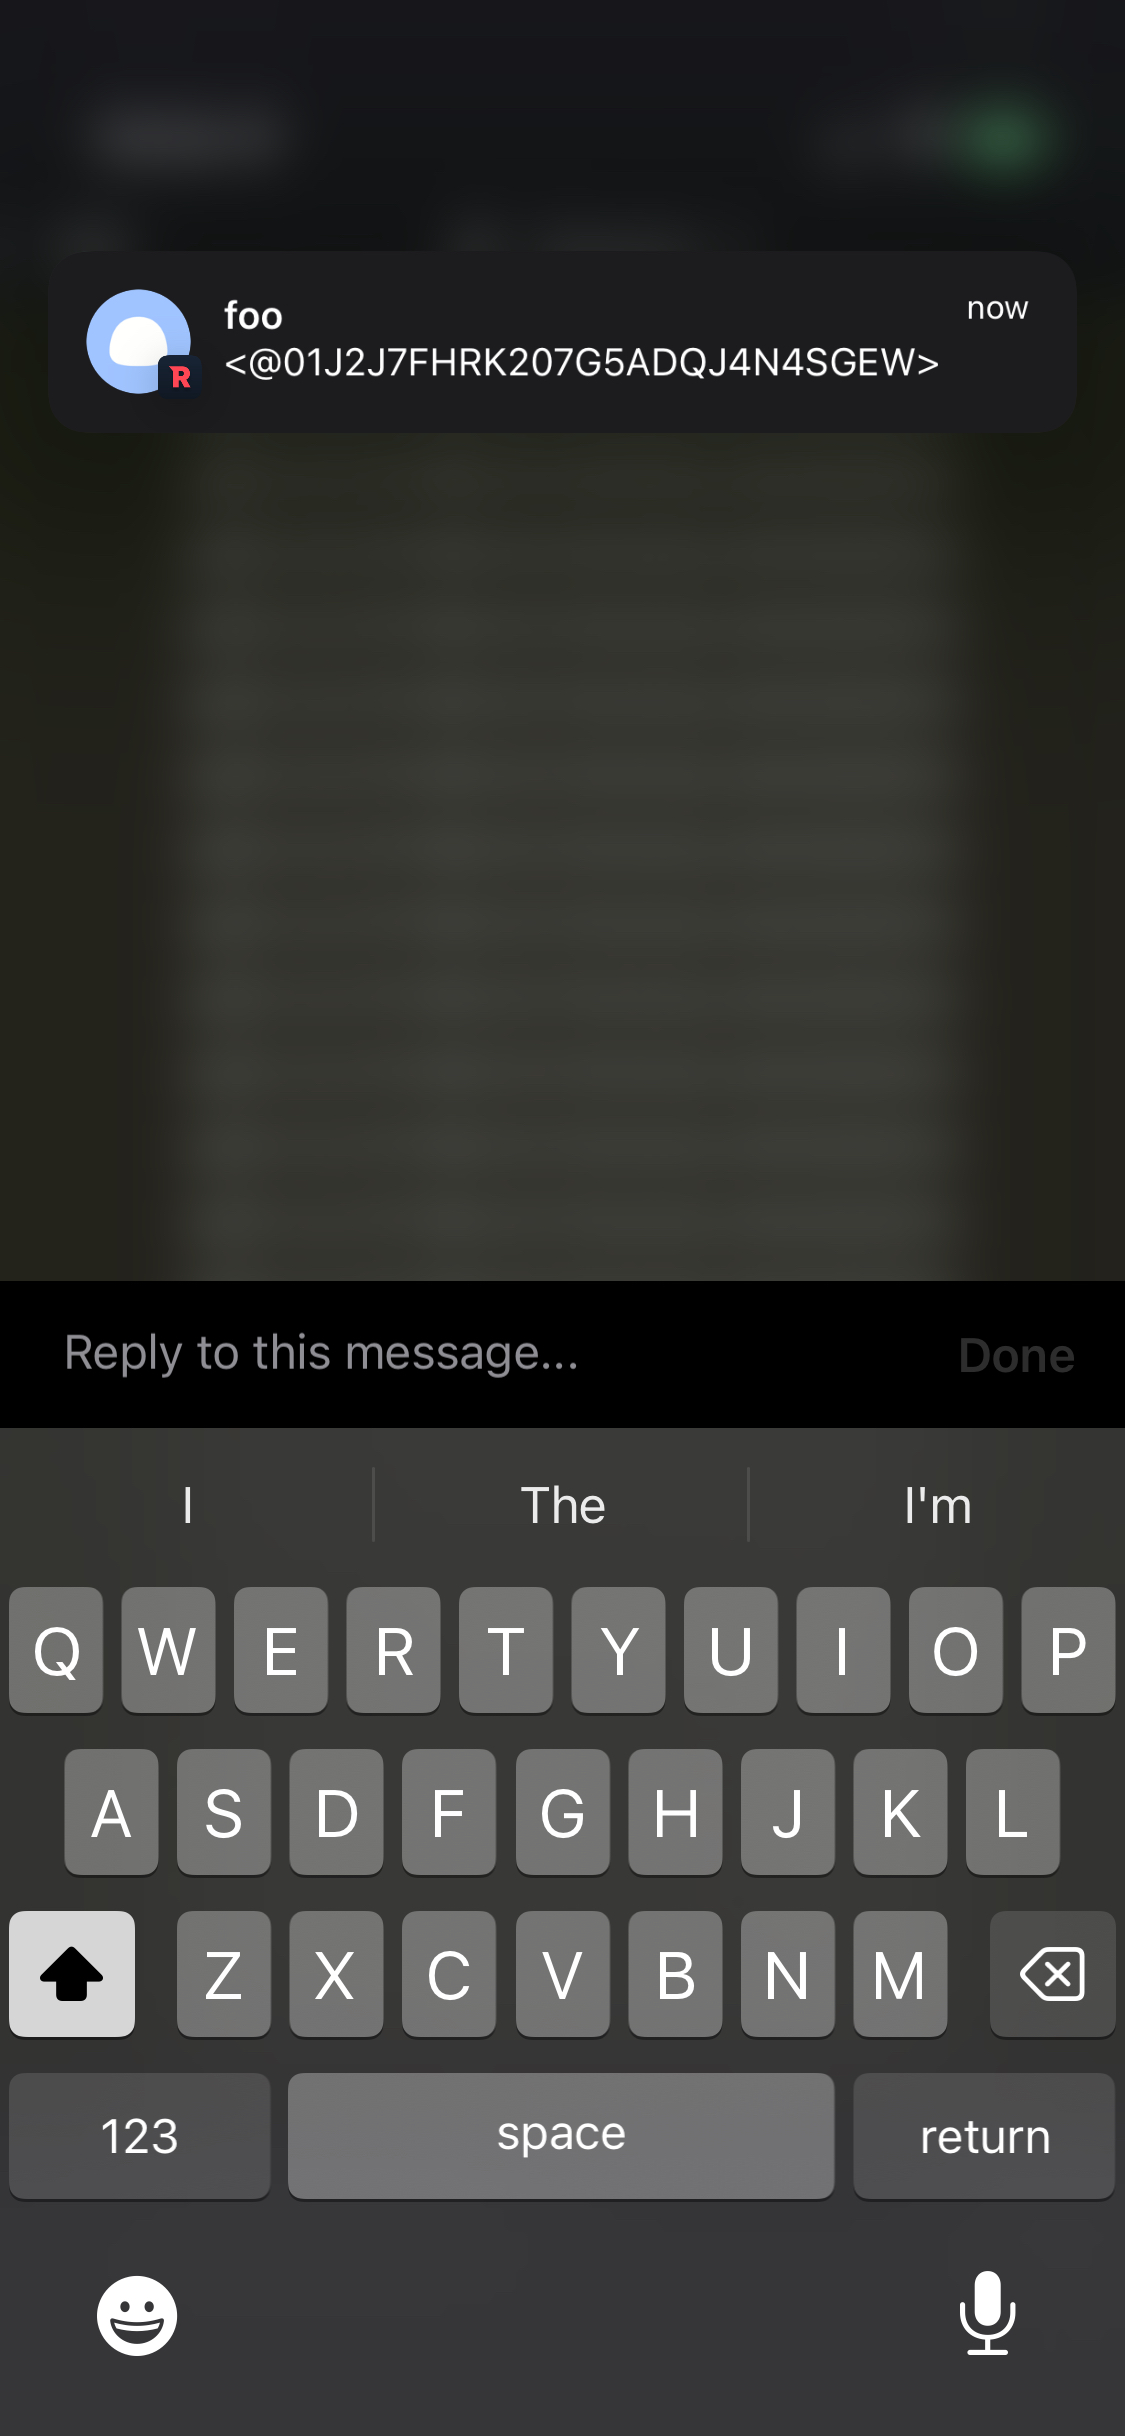 foo
now
<@01J2J7FHRK207G5ADQJ4N4SGEW>
R
Reply to this message...
Done
I
The
I'm
Q W E R T Y U I O P
A S D F G H J K L
Z X C V B N M
123
space
return